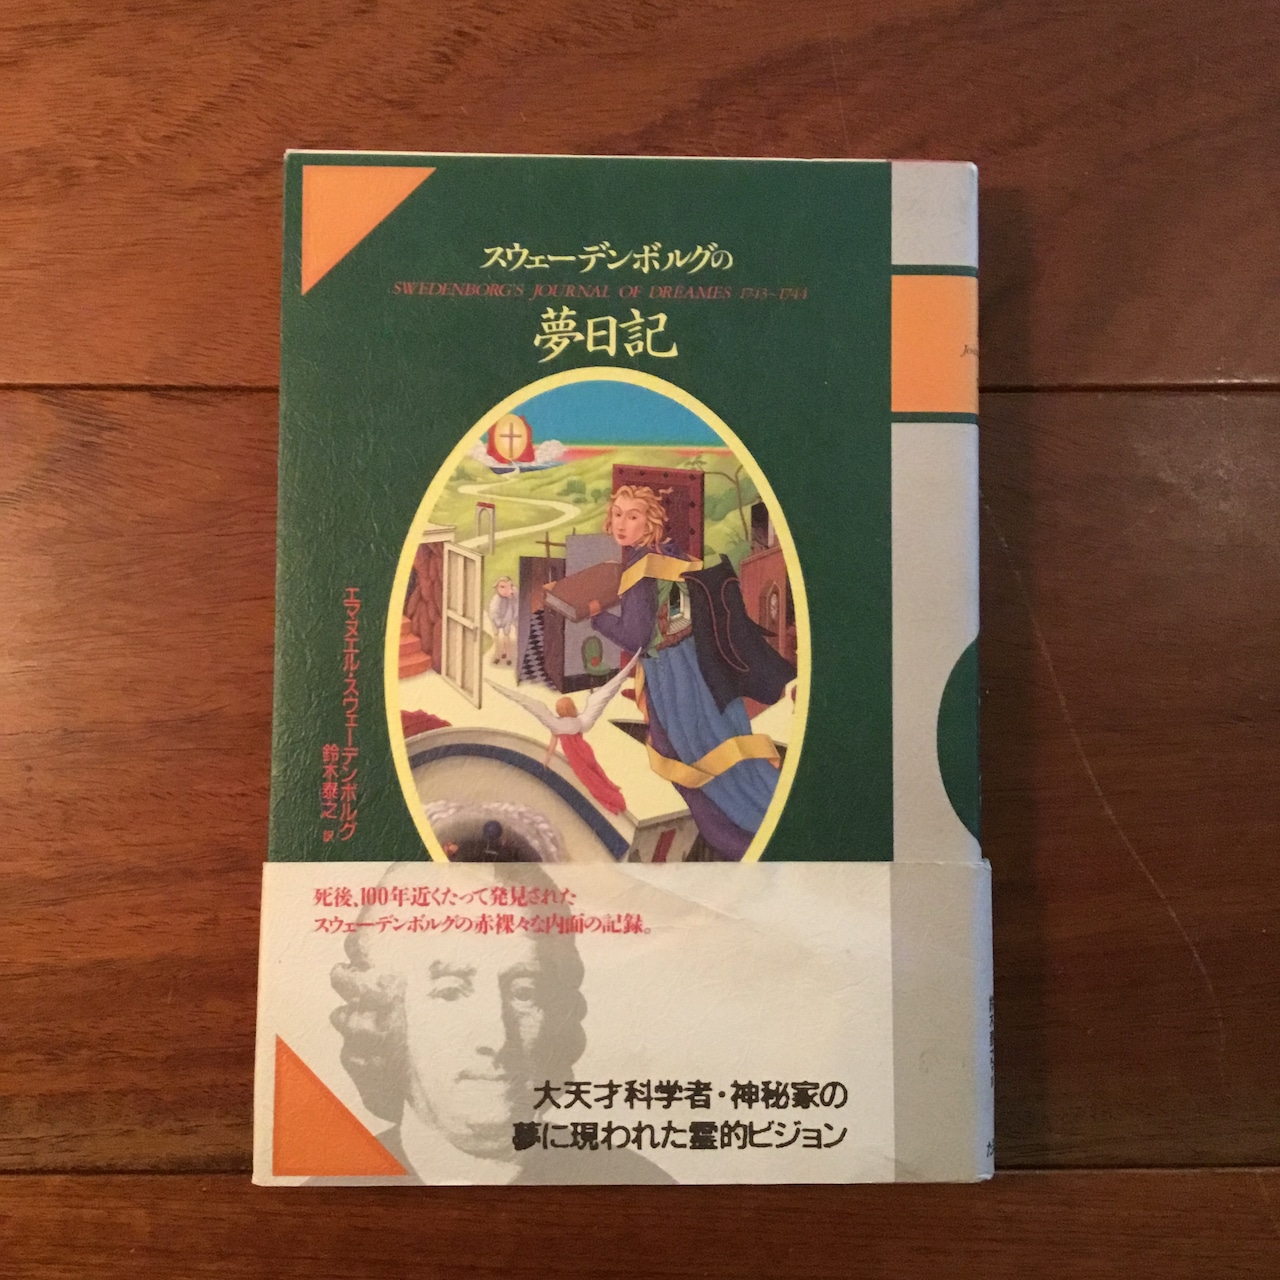 スウェーデンボルグの
SWEDENBORG'S JOURNAL OF DREAMES 1743~1744
夢日記
エマヌエル・スウェーデンボルグ
鈴木泰之 訳
死後、100年近くたって発見された
スウェーデンボルグの赤裸々な内面の記録。
大天才科学者・神秘家の
夢に現われた霊的ビジョン